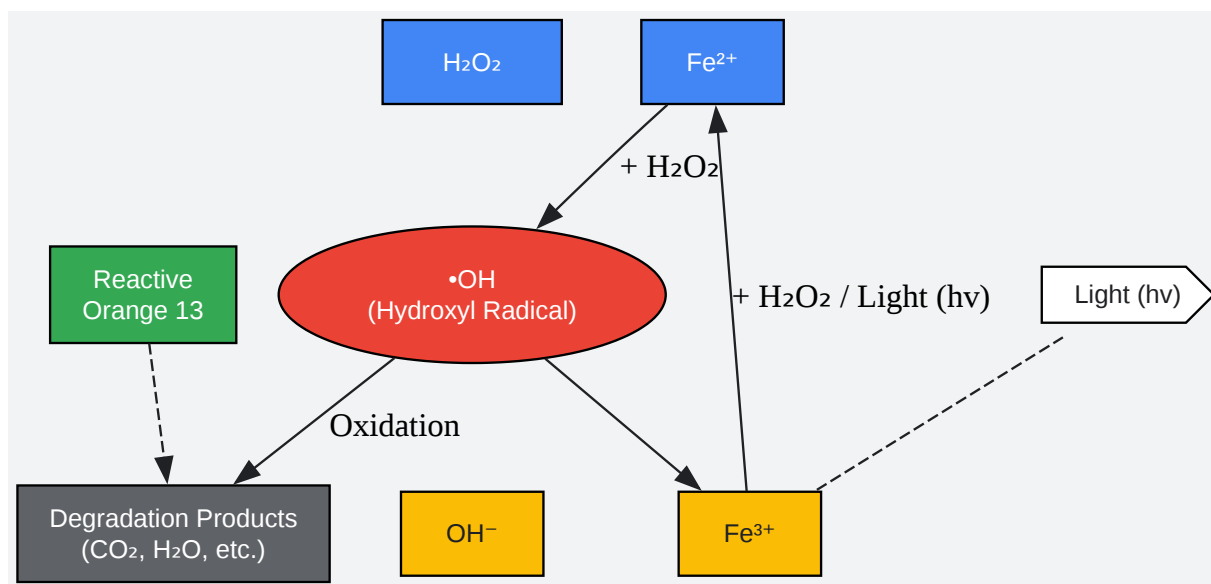 H₂O₂
Fe²⁺
+ H₂O₂
Reactive
Orange 13
•OH
(Hydroxyl Radical)
+ H₂O₂ / Light (hv)
Light (hv)
Oxidation
Degradation Products
(CO₂, H₂O, etc.)
OH⁻
Fe³⁺